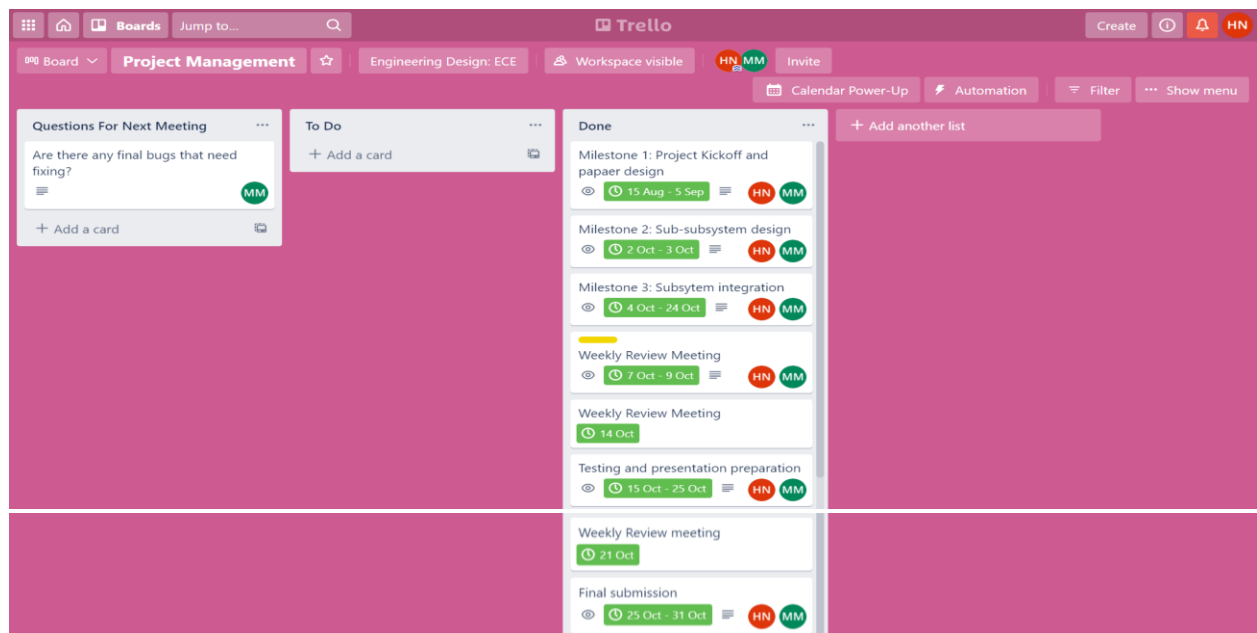 Boards
Jump to...
Trello
Create
HN
Board
Project Management
Engineering Design: ECE
Workspace visible
HN MM
Invite
Calendar Power-Up
Automation
Filter
··· Show menu
Questions For Next Meeting ···
Are there any final bugs that need
fixing?
MM
+ Add a card
To Do ···
+ Add a card
Done ···
Milestone 1: Project Kickoff and
papaer design
15 Aug - 5 Sep HN MM
Milestone 2: Sub-subsystem design
2 Oct - 3 Oct HN MM
Milestone 3: Subsytem integration
4 Oct - 24 Oct HN MM
Weekly Review Meeting
7 Oct - 9 Oct HN MM
Weekly Review Meeting
14 Oct
Testing and presentation preparation
15 Oct - 25 Oct HN MM
Weekly Review meeting
21 Oct
Final submission
25 Oct - 31 Oct HN MM
+ Add another list